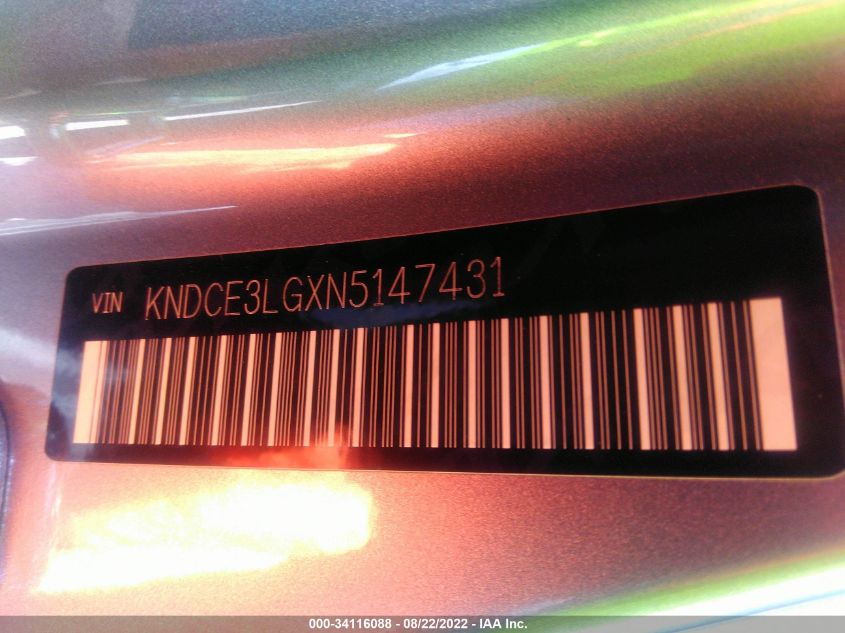 VIN KNDCE3LGXN5147431
000-34116088 - 08/22/2022 - IAA Inc.